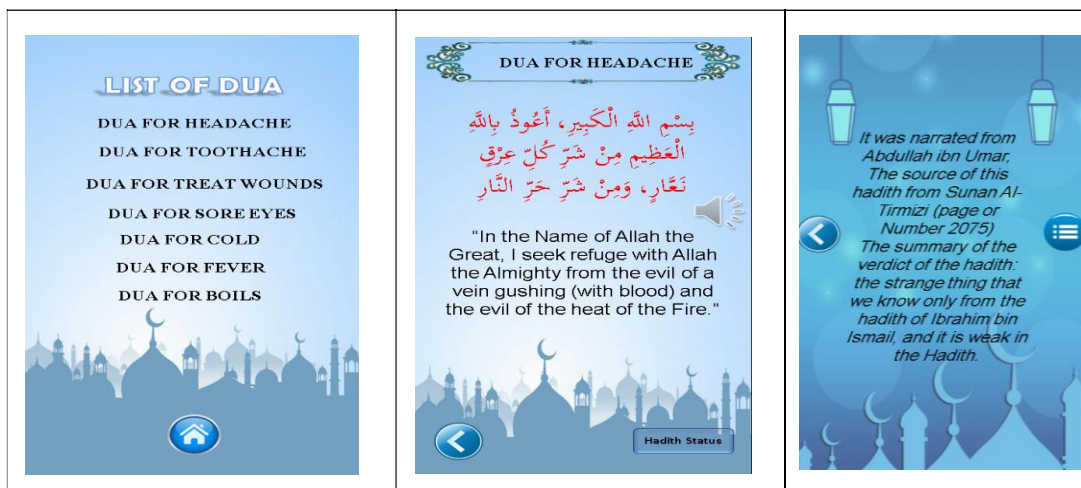 LIST OF DUA
DUA FOR HEADACHE
DUA FOR TOOTHACHE
DUA FOR TREAT WOUNDS
DUA FOR SORE EYES
DUA FOR COLD
DUA FOR FEVER
DUA FOR BOILS
DUA FOR HEADACHE
بِسْمِ اللَّهِ الْكَبِيرِ، أَعُوذُ بِاللَّهِ
الْعَظِيمِ مِنْ شَرِّ كُلِّ عِرْقٍ
نَعَّارٍ، وَمِنْ شَرِّ حَرِّ النَّارِ
"In the Name of Allah the
Great, I seek refuge with Allah
the Almighty from the evil of a
vein gushing (with blood) and
the evil of the heat of the Fire."
Hadith Status
It was narrated from
Abdullah ibn Umar,
The source of this
hadith from Sunan Al-
Tirmizi (page or
Number 2075)
The summary of the
verdict of the hadith:
the strange thing that
we know only from the
hadith of Ibrahim bin
Ismail, and it is weak in
the Hadith.